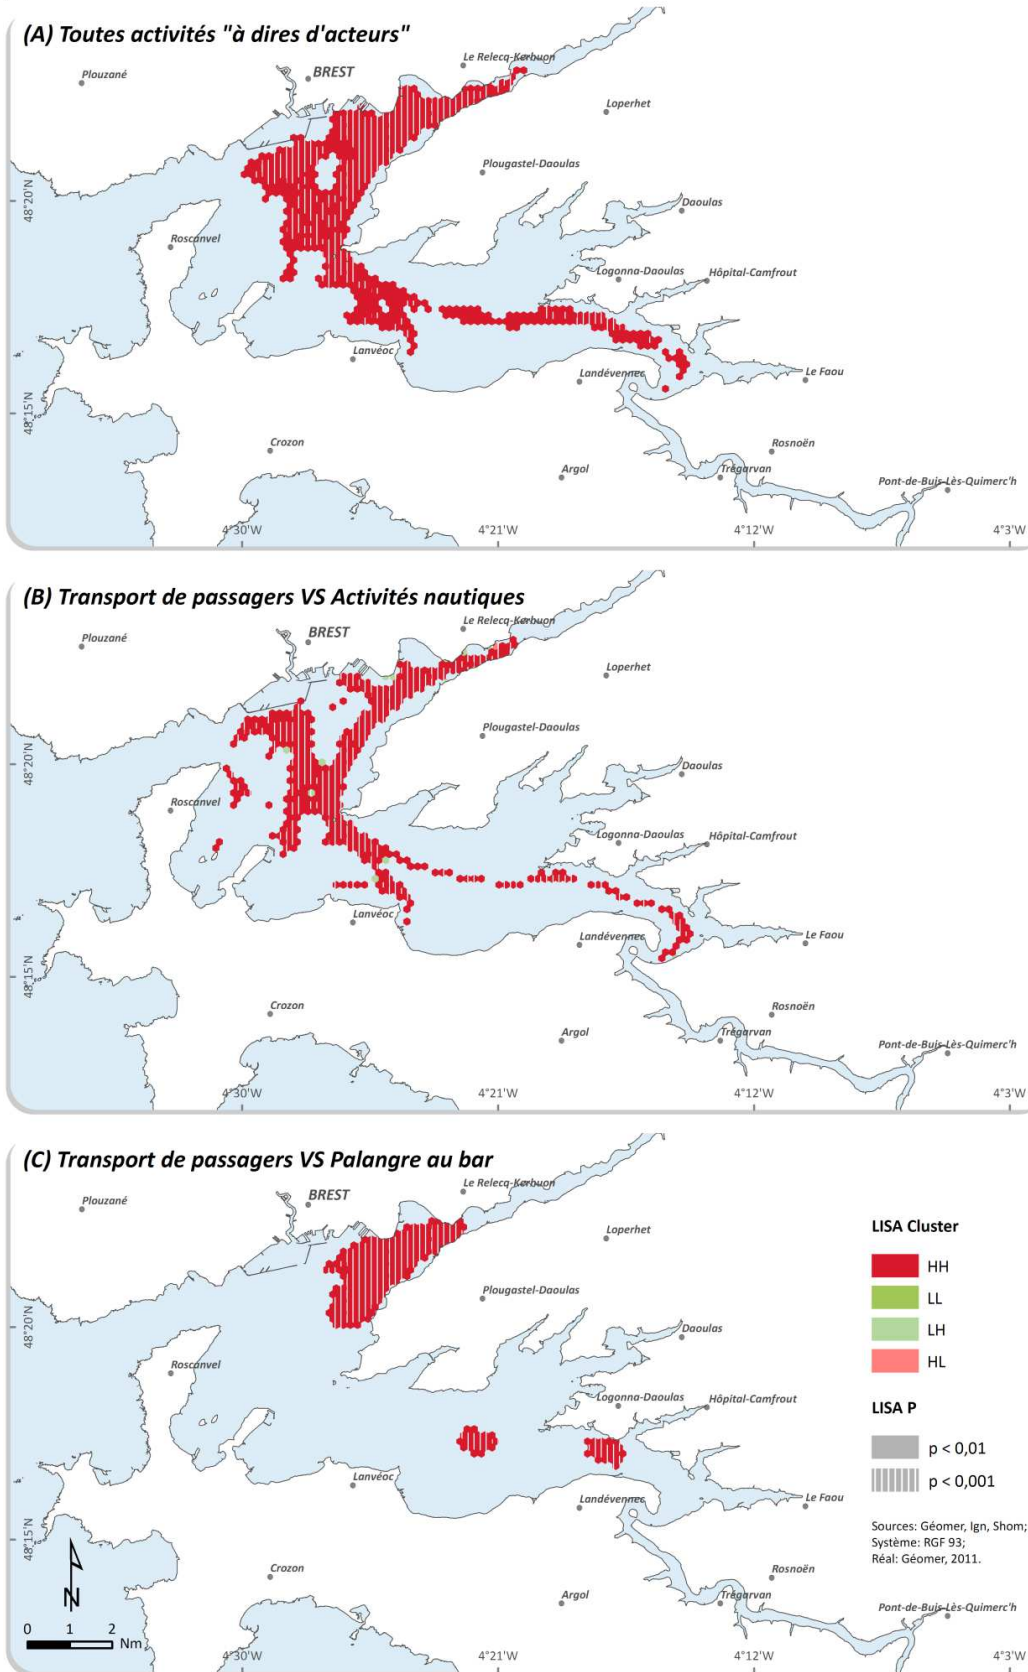 (A) Toutes activités "à dires d'acteurs"
Le Relecq-Kerhuon
Plouzané
BREST
Loperhet
Plougastel-Daoulas
48°20'N
Daoulas
Roscanvel
Logonna-Daoulas
Hôpital-Camfrout
Lanvéoc
Landévennec
Le Faou
48°15'N
Crozon
Rosnoën
Argol
Trégarvan
Pont-de-Buis-Lès-Quimerc'h
4°30'W
4°21'W
4°12'W
4°3'W
(B) Transport de passagers VS Activités nautiques
Le Relecq-Kerhuon
Plouzané
BREST
Loperhet
Plougastel-Daoulas
48°20'N
Daoulas
Roscanvel
Logonna-Daoulas
Hôpital-Camfrout
Lanvéoc
Landévennec
Le Faou
48°15'N
Crozon
Rosnoën
Argol
Trégarvan
Pont-de-Buis-Lès-Quimerc'h
4°30'W
4°21'W
4°12'W
4°3'W
(C) Transport de passagers VS Palangre au bar
Le Relecq-Kerhuon
Plouzané
BREST
Loperhet
Plougastel-Daoulas
48°20'N
Daoulas
Roscanvel
Logonna-Daoulas
Hôpital-Camfrout
Lanvéoc
Landévennec
Le Faou
48°15'N
Crozon
Rosnoën
Argol
Trégarvan
Pont-de-Buis-Lès-Quimerc'h
N
0 1 2 Nm
4°30'W
4°21'W
4°12'W
4°3'W
LISA Cluster
HH
LL
LH
HL
LISA P
p < 0,01
p < 0,001
Sources: Géomer, Ign, Shom;
Système: RGF 93;
Réal: Géomer, 2011.